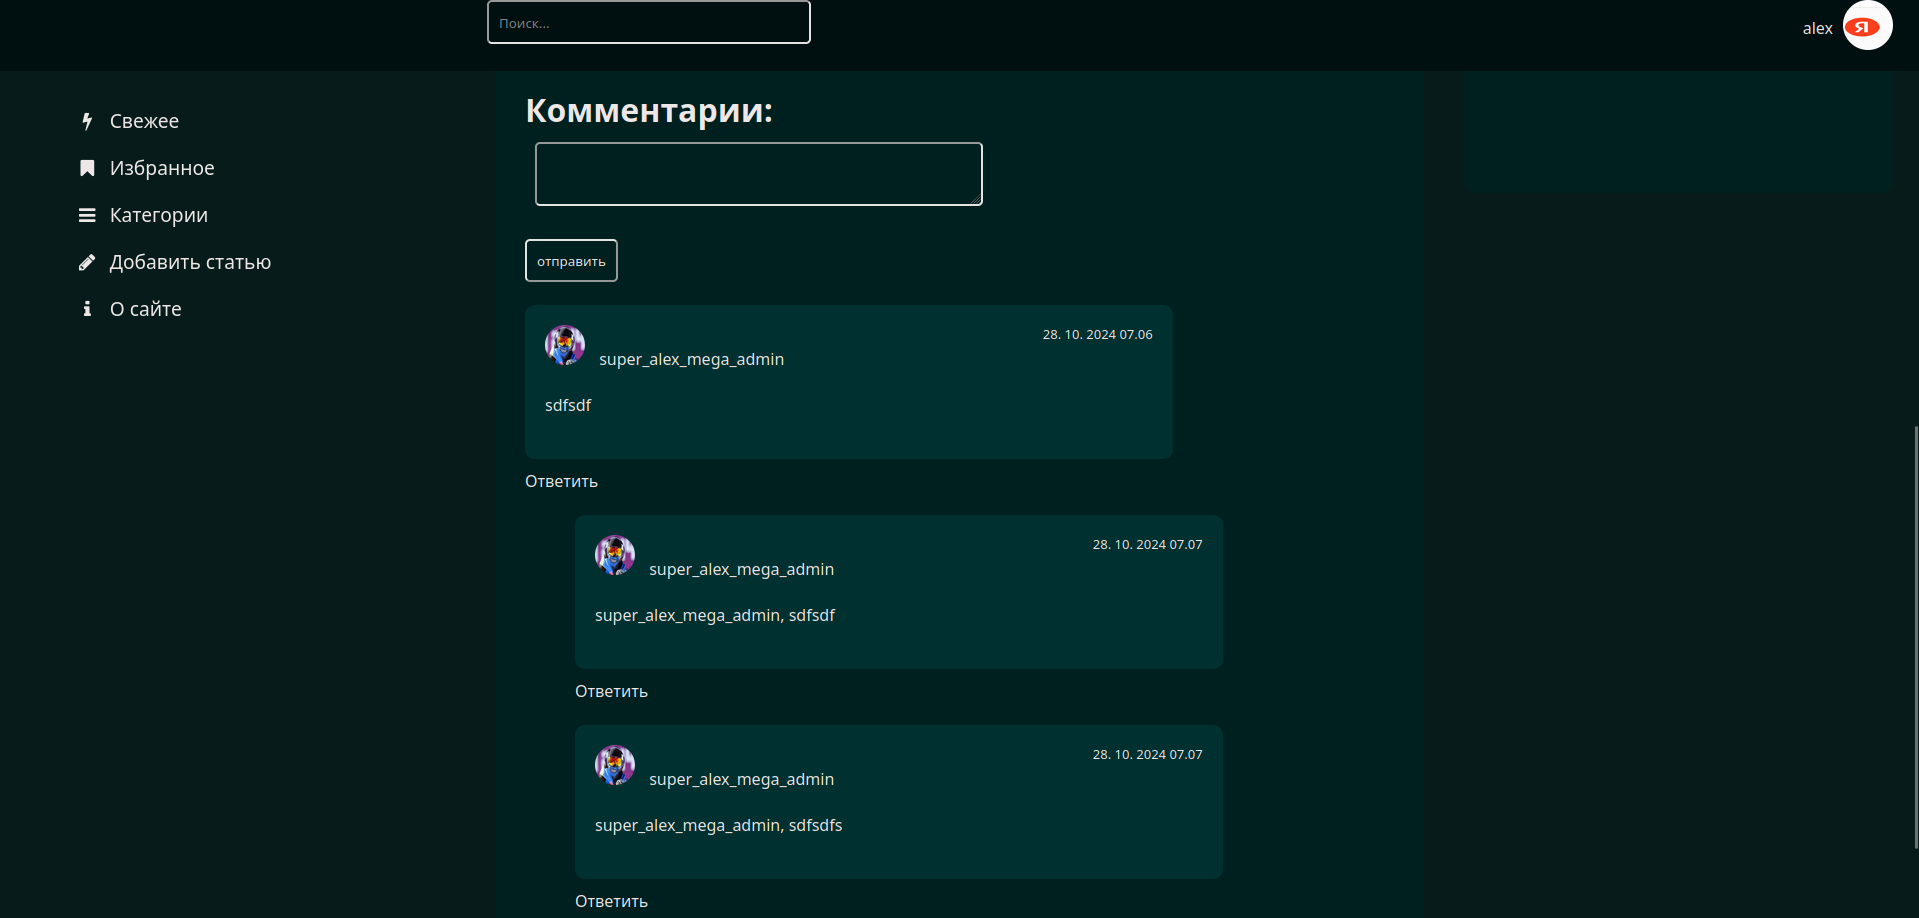 Поиск...
alex
Я
Свежее
Избранное
Категории
Добавить статью
О сайте
Комментарии:
отправить
28. 10. 2024 07.06
super_alex_mega_admin
sdfsdf
Ответить
28. 10. 2024 07.07
super_alex_mega_admin
super_alex_mega_admin, sdfsdf
Ответить
28. 10. 2024 07.07
super_alex_mega_admin
super_alex_mega_admin, sdfsdfs
Ответить